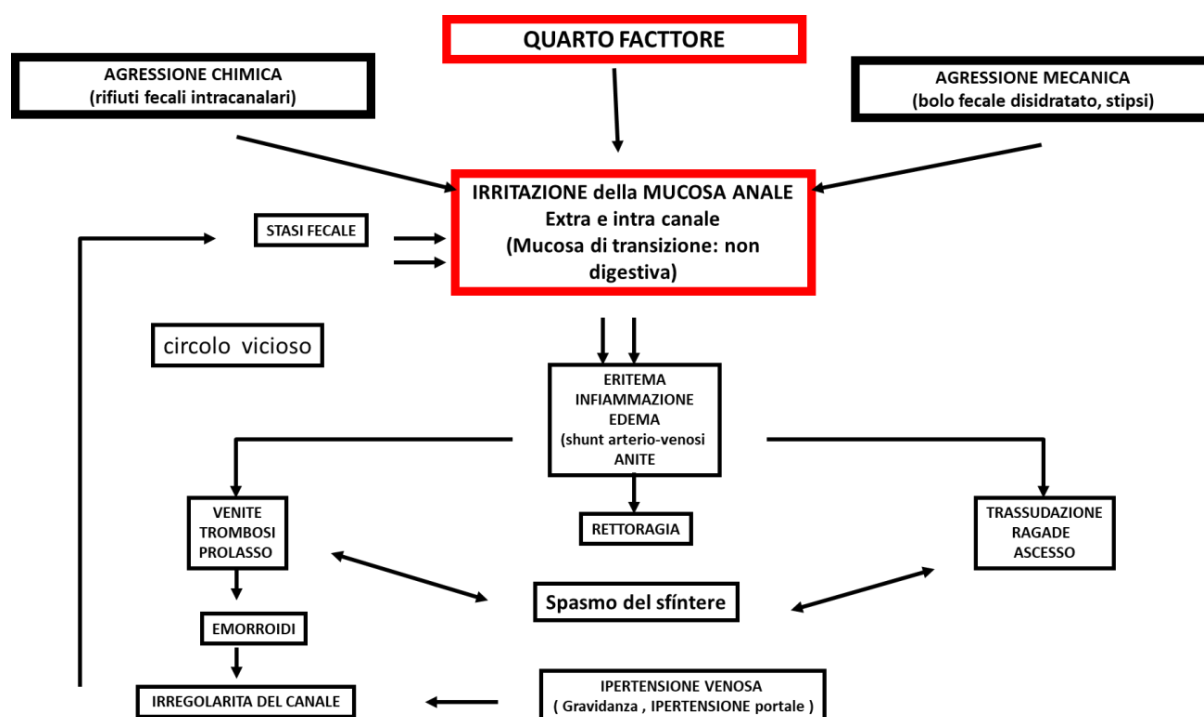 QUARTO FACTTORE
AGRESSIONE CHIMICA
(rifiuti fecali intracanalari)
AGRESSIONE MECANICA
(bolo fecale disidratato, stipsi)
IRRITAZIONE della MUCOSA ANALE
Extra e intra canale
(Mucosa di transizione: non
digestiva)
STASI FECALE
circolo vicioso
ERITEMA
INFIAMMAZIONE
EDEMA
(shunt arterio-venosi
ANITE
VENITE
TROMBOSI
PROLASSO
RETTORAGIA
TRASSUDAZIONE
RAGADE
ASCESSO
Spasmo del sfíntere
EMORROIDI
IRREGOLARITA DEL CANALE
IPERTENSIONE VENOSA
( Gravidanza , IPERTENSIONE portale )